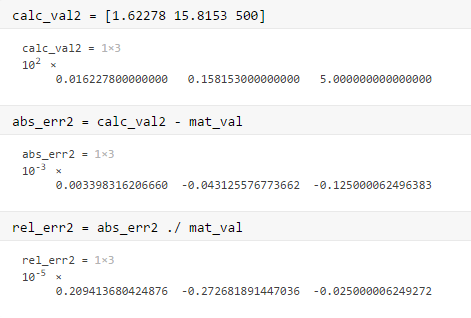 calc_val2 = [1.62278 15.8153 500]
calc_val2 = 1×3
10² ×
0.016227800000000 0.158153000000000 5.000000000000000
abs_err2 = calc_val2 - mat_val
abs_err2 = 1×3
10⁻³ ×
0.003398316206660 -0.043125576773662 -0.125000062496383
rel_err2 = abs_err2 ./ mat_val
rel_err2 = 1×3
10⁻⁵ ×
0.209413680424876 -0.272681891447036 -0.025000006249272